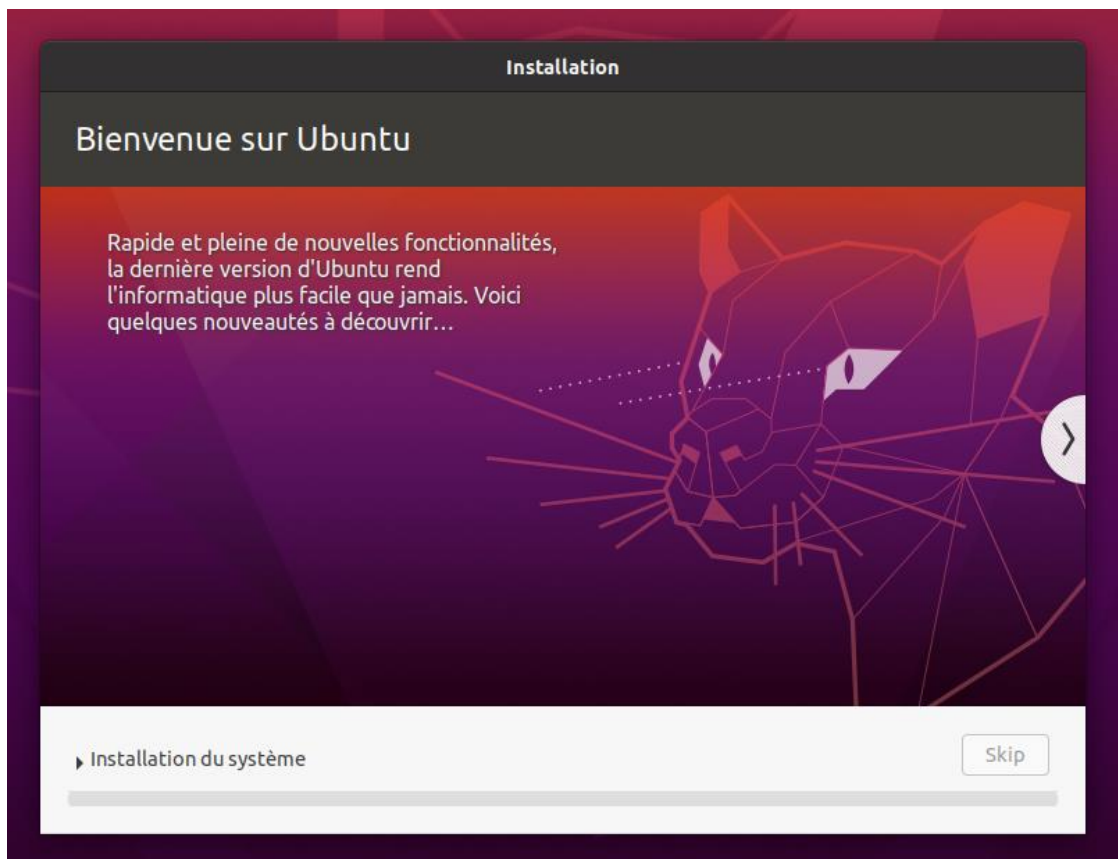 Installation
Bienvenue sur Ubuntu
Rapide et pleine de nouvelles fonctionnalités,
la dernière version d'Ubuntu rend
l'informatique plus facile que jamais. Voici
quelques nouveautés à découvrir…
Installation du système
Skip